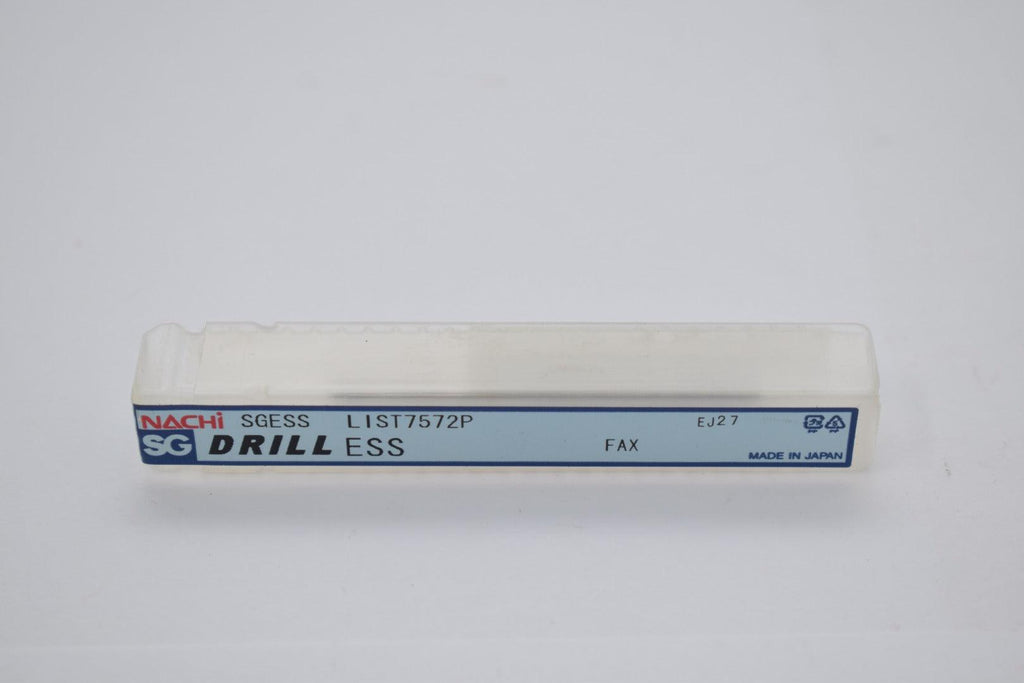 NACHi SGESS LIST7572P EJ27
SG DRILL ESS FAX MADE IN JAPAN